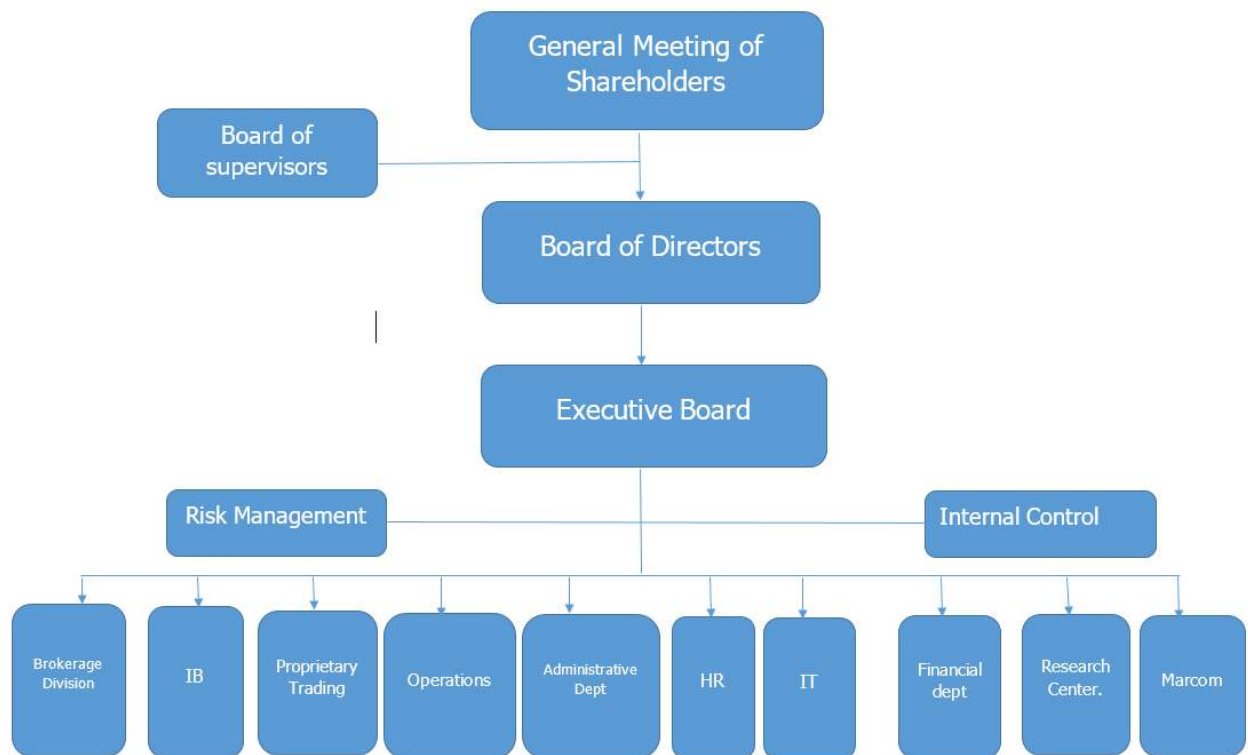 General Meeting of
Shareholders
Board of
supervisors
Board of Directors
Executive Board
Risk Management
Internal Control
Brokerage
Division
IB
Proprietary
Trading
Operations
Administrative
Dept
HR
IT
Financial
dept
Research
Center.
Marcom